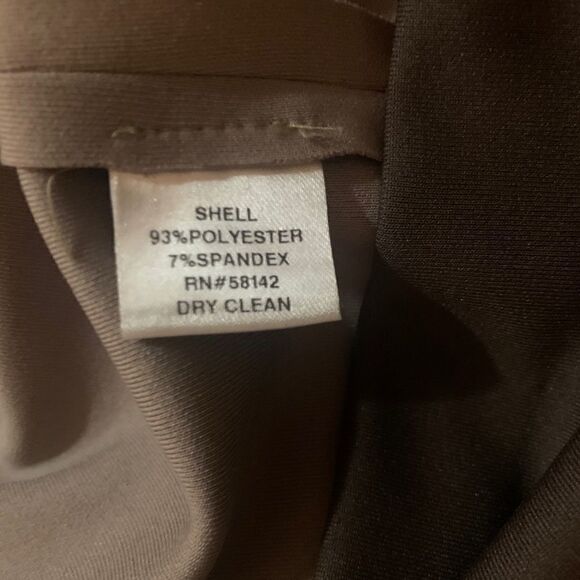 SHELL
93%POLYESTER
7%SPANDEX
RN#58142
DRY CLEAN